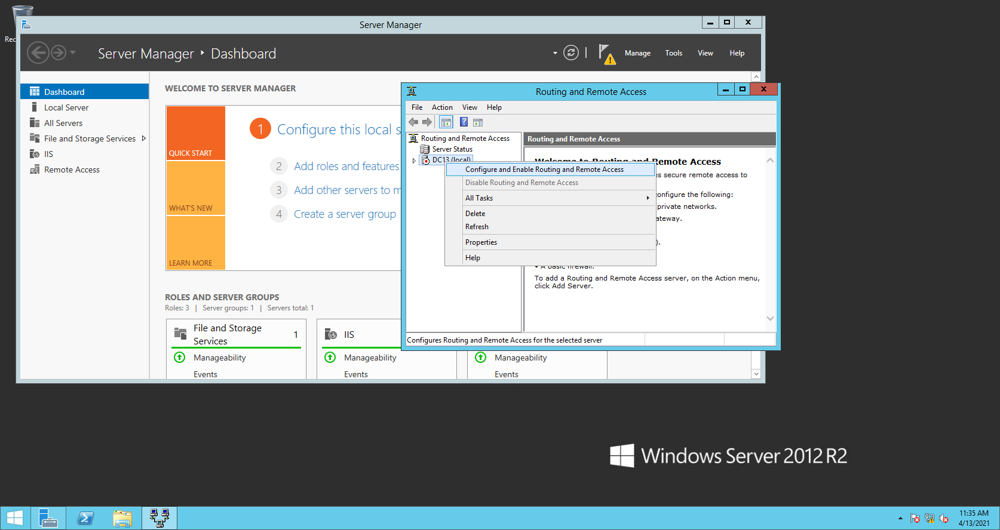 Rec
Server Manager
Server Manager ‣ Dashboard
Manage
Tools
View
Help
Dashboard
Local Server
All Servers
File and Storage Services
IIS
Remote Access
WELCOME TO SERVER MANAGER
QUICK START
WHAT'S NEW
LEARN MORE
1 Configure this local s
2 Add roles and features
3 Add other servers to m
4 Create a server group
ROLES AND SERVER GROUPS
Roles: 3 | Server groups: 1 | Servers total: 1
File and Storage Services 1
Manageability
Events
IIS
Manageability
Events
Manageability
Events
Routing and Remote Access
File Action View Help
Routing and Remote Access
Server Status
DC13 (local)
Routing and Remote Access
Welcome to Routing and Remote Access
es secure remote access to
onfigure the following:
private networks.
ateway.
).
• A basic firewall.
To add a Routing and Remote Access server, on the Action menu,
click Add Server.
Configure and Enable Routing and Remote Access
Disable Routing and Remote Access
All Tasks
Delete
Refresh
Properties
Help
Configures Routing and Remote Access for the selected server
Windows Server 2012 R2
11:35 AM
4/13/2021